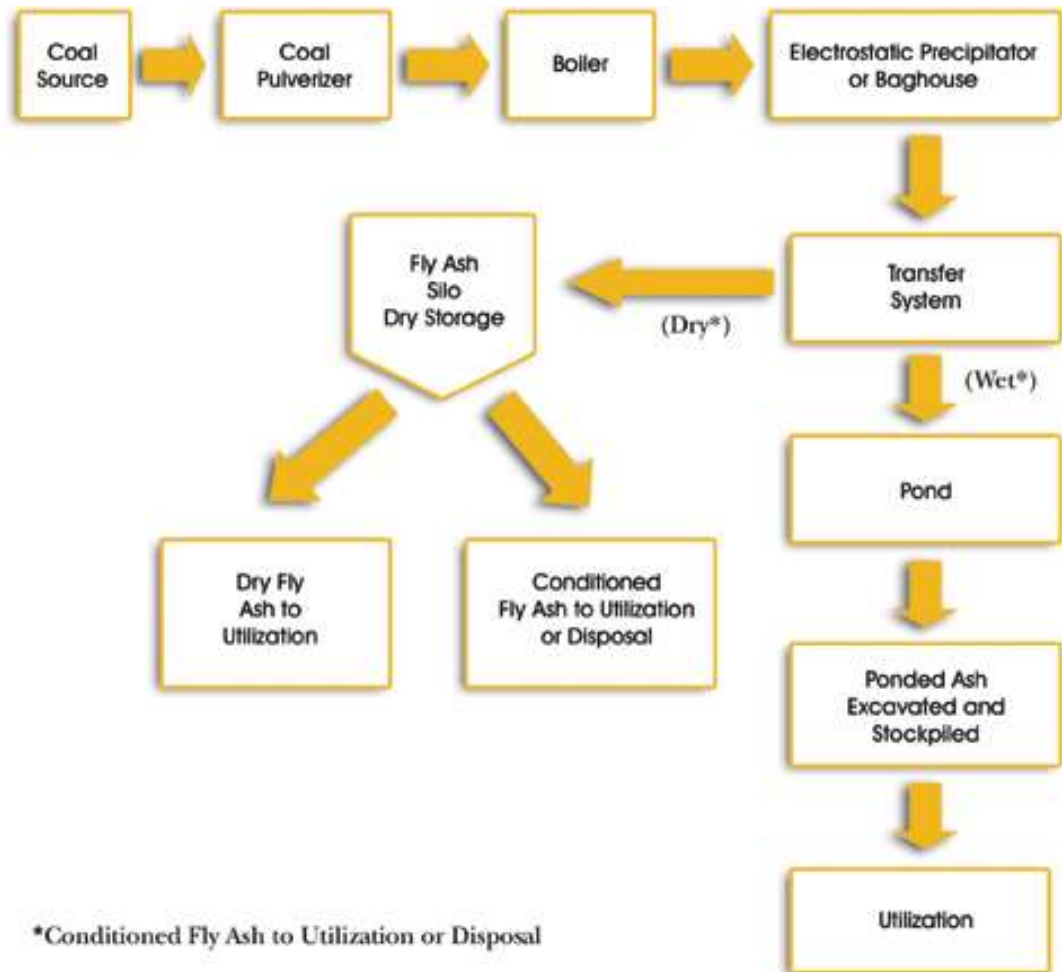 Coal
Source
Coal
Pulverizer
Boiler
Electrostatic Precipitator
or Baghouse
Fly Ash
Silo
Dry Storage
(Dry*)
Transfer
System
(Wet*)
Pond
Dry Fly
Ash to
Utilization
Conditioned
Fly Ash to Utilization
or Disposal
Ponded Ash
Excavated and
Stockpiled
Utilization
*Conditioned Fly Ash to Utilization or Disposal